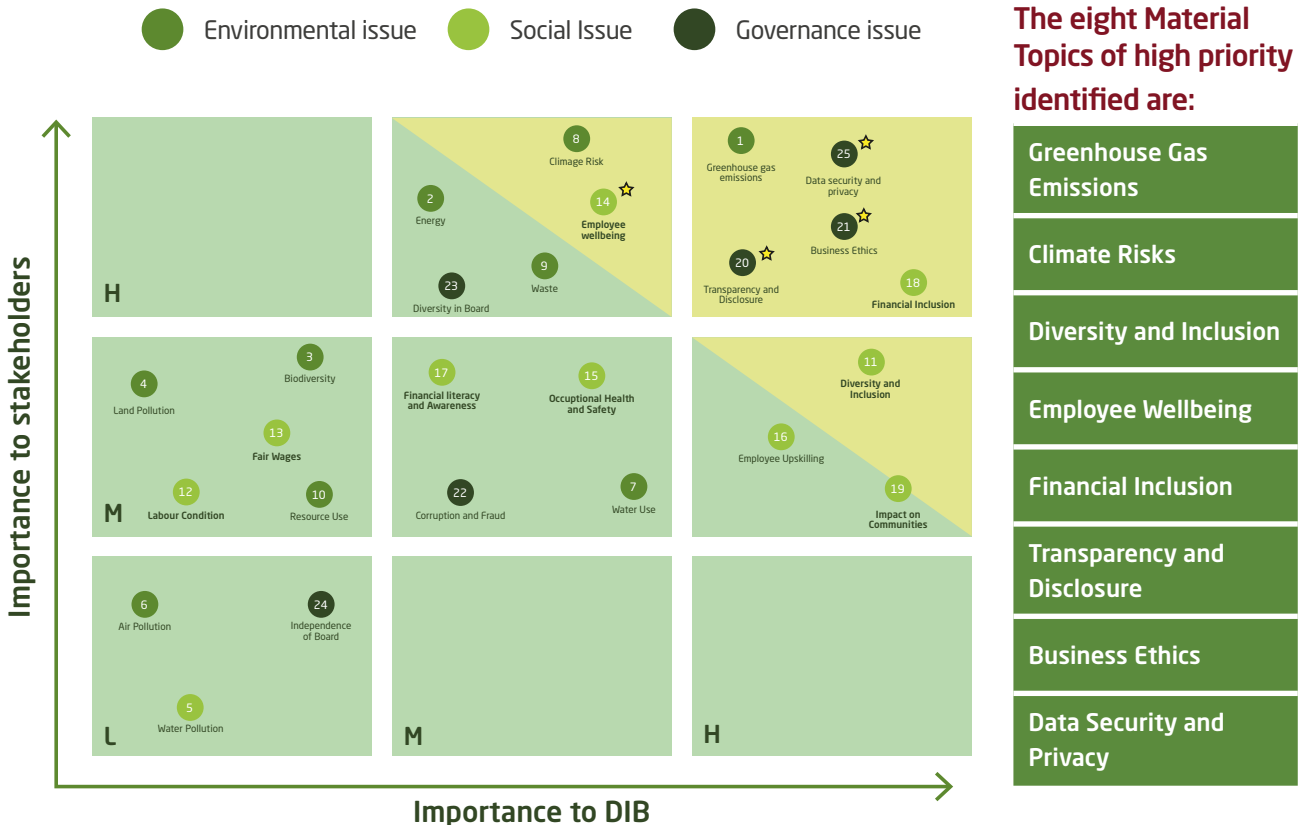 Environmental issue
Social Issue
Governance issue
The eight Material
Topics of high priority
identified are:
Importance to stakeholders
H
8
Climage Risk
2
Energy
14
Employee
wellbeing
9
Waste
23
Diversity in Board
1
Greenhouse gas
emissions
25
Data security and
privacy
21
Business Ethics
20
Transparency and
Disclosure
18
Financial Inclusion
M
3
Biodiversity
4
Land Pollution
13
Fair Wages
12
Labour Condition
10
Resource Use
17
Financial literacy
and Awareness
15
Occuptional Health
and Safety
22
Corruption and Fraud
7
Water Use
11
Diversity and
Inclusion
16
Employee Upskilling
19
Impact on
Communities
6
Air Pollution
24
Independence
of Board
5
Water Pollution
L
M
H
Importance to DIB
Greenhouse Gas
Emissions
Climate Risks
Diversity and Inclusion
Employee Wellbeing
Financial Inclusion
Transparency and
Disclosure
Business Ethics
Data Security and
Privacy